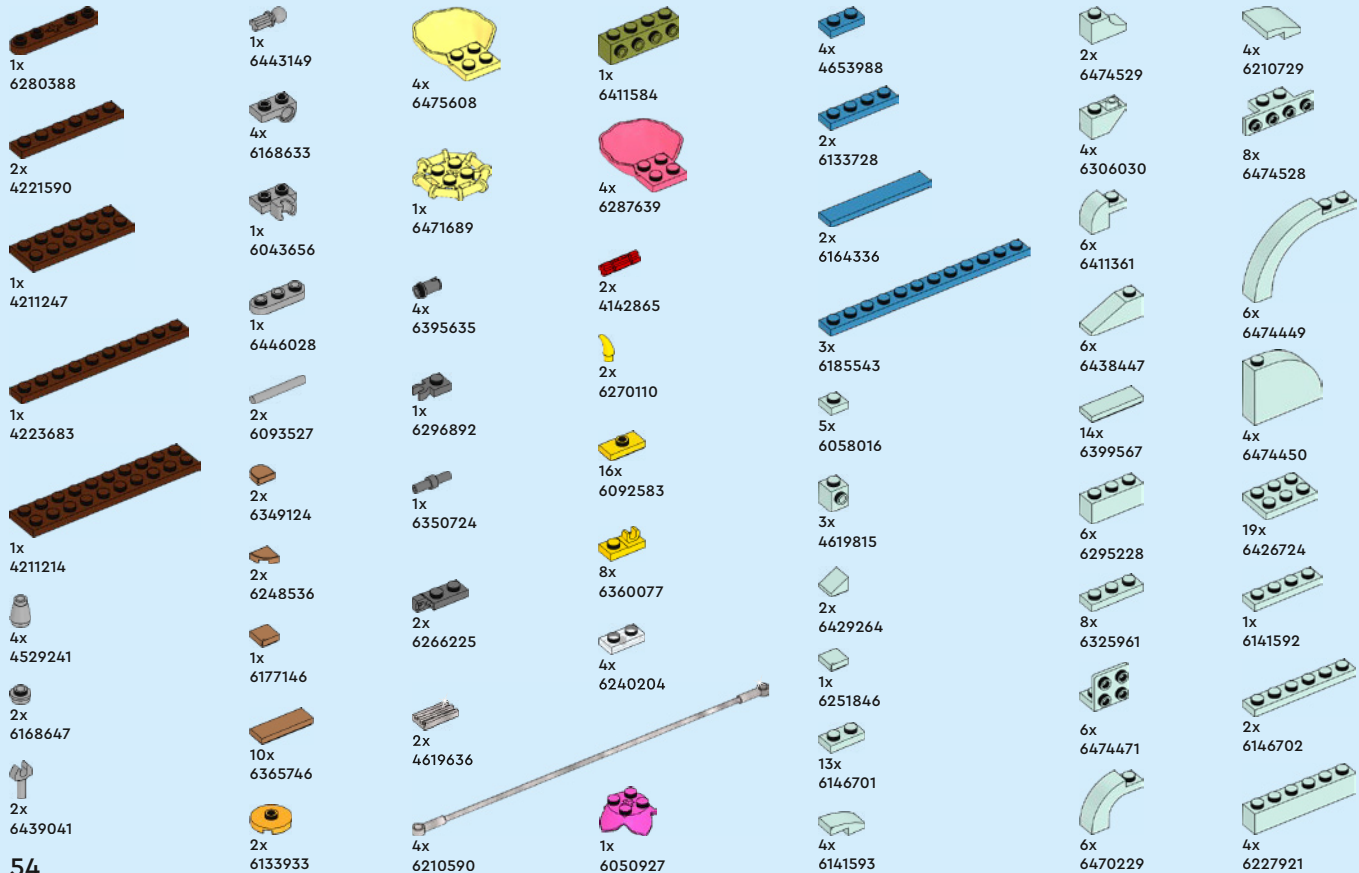 1x
6280388
2x
4221590
1x
4211247
1x
4223683
1x
4211214
4x
4529241
2x
6168647
2x
6439041
54
1x
6443149
4x
6168633
1x
6043656
1x
6446028
2x
6093527
2x
6349124
2x
6248536
1x
6177146
10x
6365746
2x
6133933
4x
6475608
1x
6471689
4x
6395635
1x
6296892
1x
6350724
2x
6266225
2x
4619636
4x
6210590
1x
6411584
4x
6287639
2x
4142865
2x
6270110
16x
6092583
8x
6360077
4x
6240204
1x
6050927
4x
4653988
2x
6133728
2x
6164336
3x
6185543
5x
6058016
3x
4619815
2x
6429264
1x
6251846
13x
6146701
4x
6141593
2x
6474529
4x
6306030
6x
6411361
6x
6438447
14x
6399567
6x
6295228
8x
6325961
6x
6474471
6x
6470229
4x
6210729
8x
6474528
6x
6474449
4x
6474450
19x
6426724
1x
6141592
2x
6146702
4x
6227921